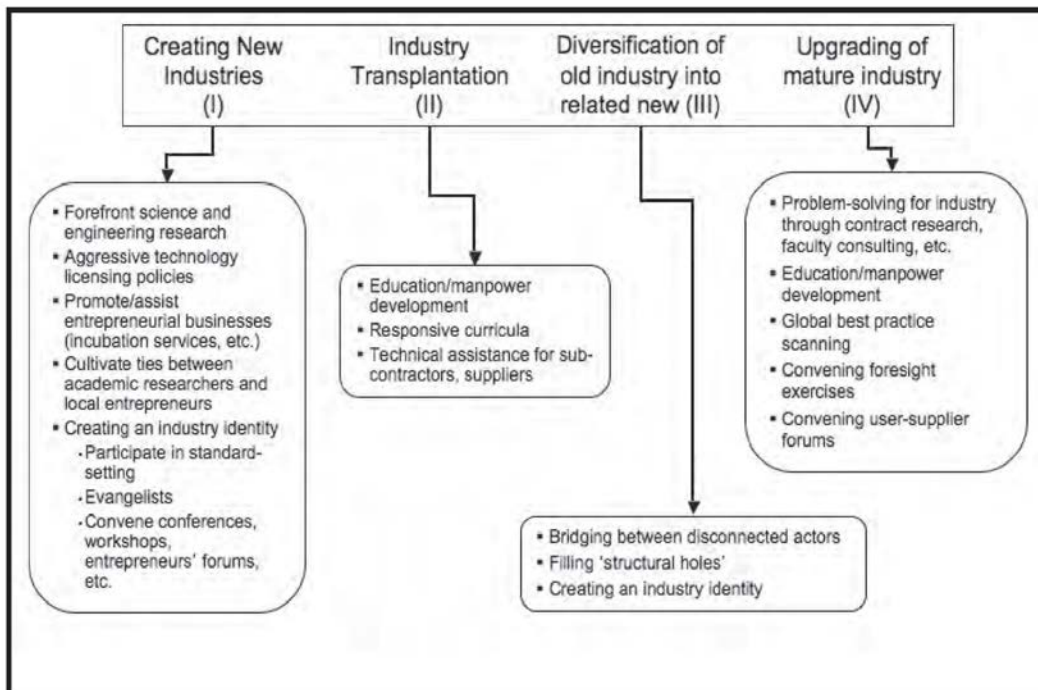 Creating New
Industries
(I)
Industry
Transplantation
(II)
Diversification of
old industry into
related new (III)
Upgrading of
mature industry
(IV)
▪ Forefront science and
engineering research
▪ Aggressive technology
licensing policies
▪ Promote/assist
entrepreneurial businesses
(incubation services, etc.)
▪ Cultivate ties between
academic researchers and
local entrepreneurs
▪ Creating an industry identity
▪ Participate in standard-
setting
▪ Evangelists
▪ Convene conferences,
workshops,
entrepreneurs’ forums,
etc.
▪ Education/manpower
development
▪ Responsive curricula
▪ Technical assistance for sub-
contractors, suppliers
▪ Bridging between disconnected actors
▪ Filling ‘structural holes’
▪ Creating an industry identity
▪ Problem-solving for industry
through contract research,
faculty consulting, etc.
▪ Education/manpower
development
▪ Global best practice
scanning
▪ Convening foresight
exercises
▪ Convening user-supplier
forums